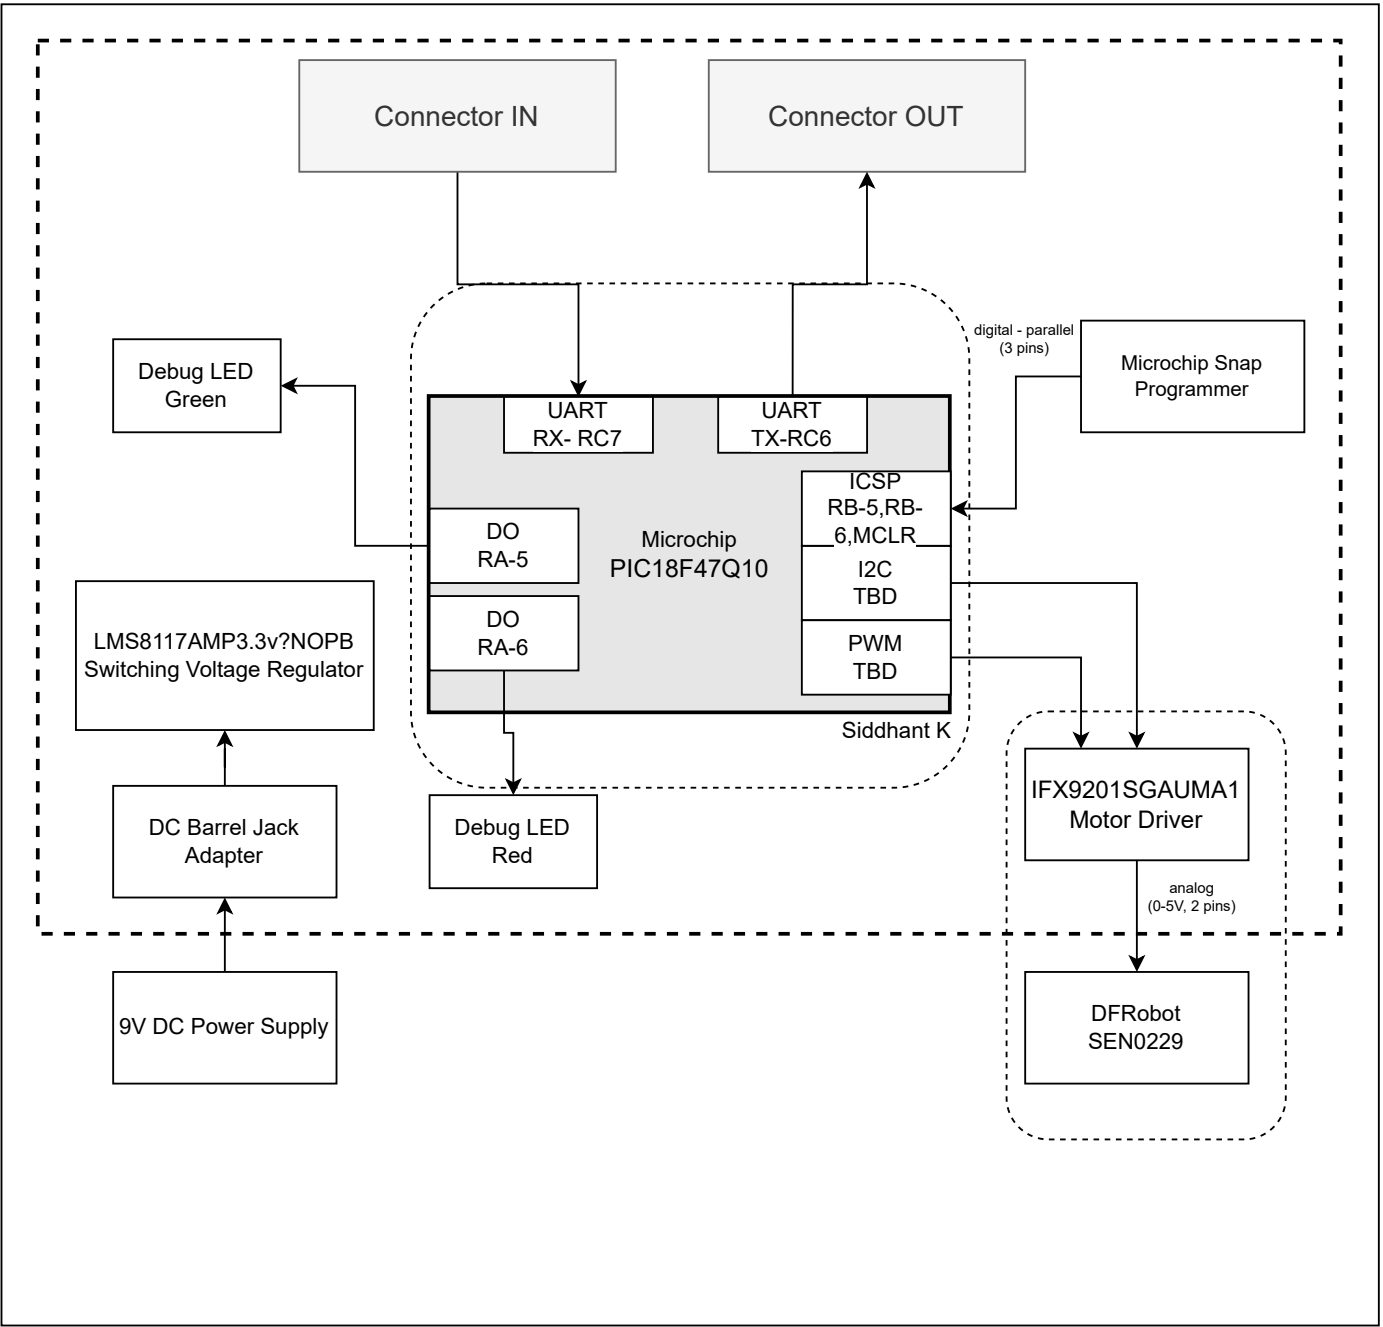 Connector IN
Connector OUT
digital - parallel
(3 pins)
Microchip Snap
Programmer
Debug LED
Green
UART
RX- RC7
UART
TX-RC6
ICSP
RB-5,RB-
6,MCLR
DO
RA-5
Microchip
PIC18F47Q10
I2C
TBD
DO
RA-6
PWM
TBD
LMS8117AMP3.3v?NOPB
Switching Voltage Regulator
Siddhant K
DC Barrel Jack
Adapter
Debug LED
Red
IFX9201SGAUMA1
Motor Driver
analog
(0-5V, 2 pins)
9V DC Power Supply
DFRobot
SEN0229